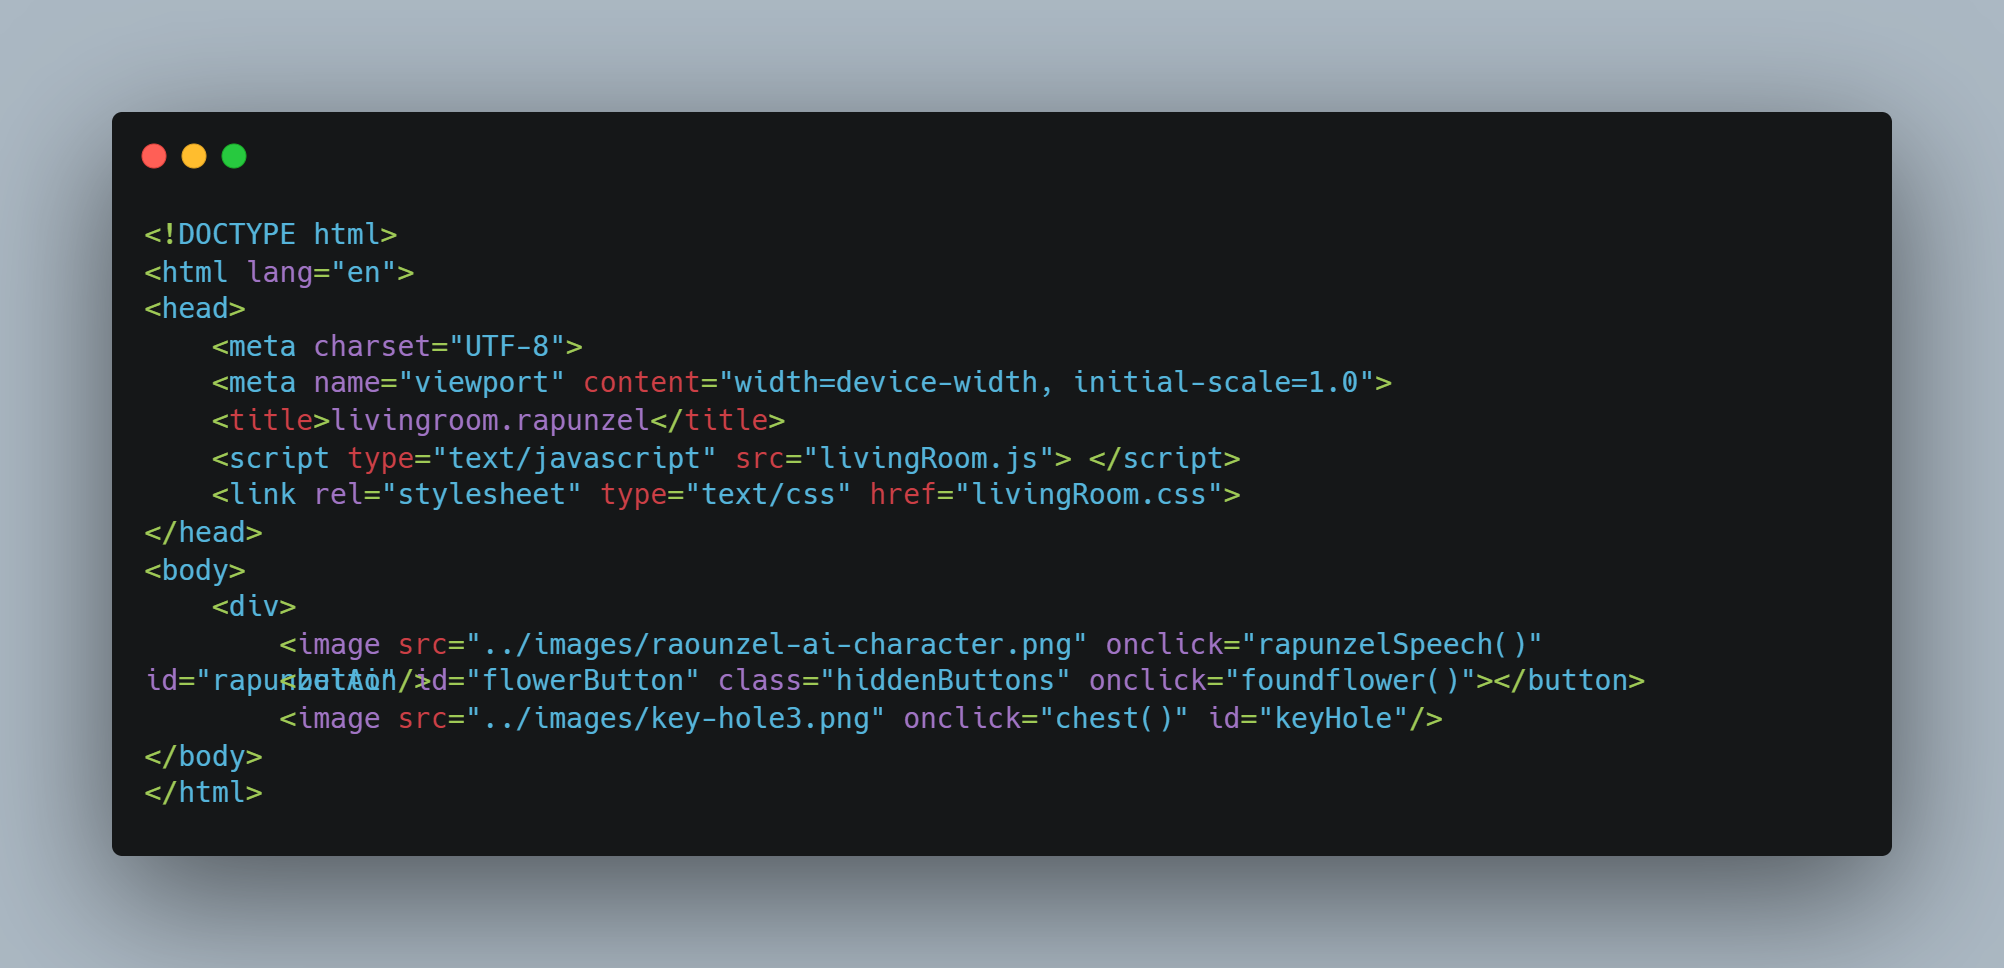 <!DOCTYPE html>
<html lang="en">
<head>
    <meta charset="UTF-8">
    <meta name="viewport" content="width=device-width, initial-scale=1.0">
    <title>livingroom.rapunzel</title>
    <script type="text/javascript" src="livingRoom.js"> </script>
    <link rel="stylesheet" type="text/css" href="livingRoom.css">
</head>
<body>
    <div>
        <image src="../images/raounzel-ai-character.png" onclick="rapunzelSpeech()"
id="rapunzelAi"/>
        <button id="flowerButton" class="hiddenButtons" onclick="foundflower()"></button>
        <image src="../images/key-hole3.png" onclick="chest()" id="keyHole"/>
</body>
</html>